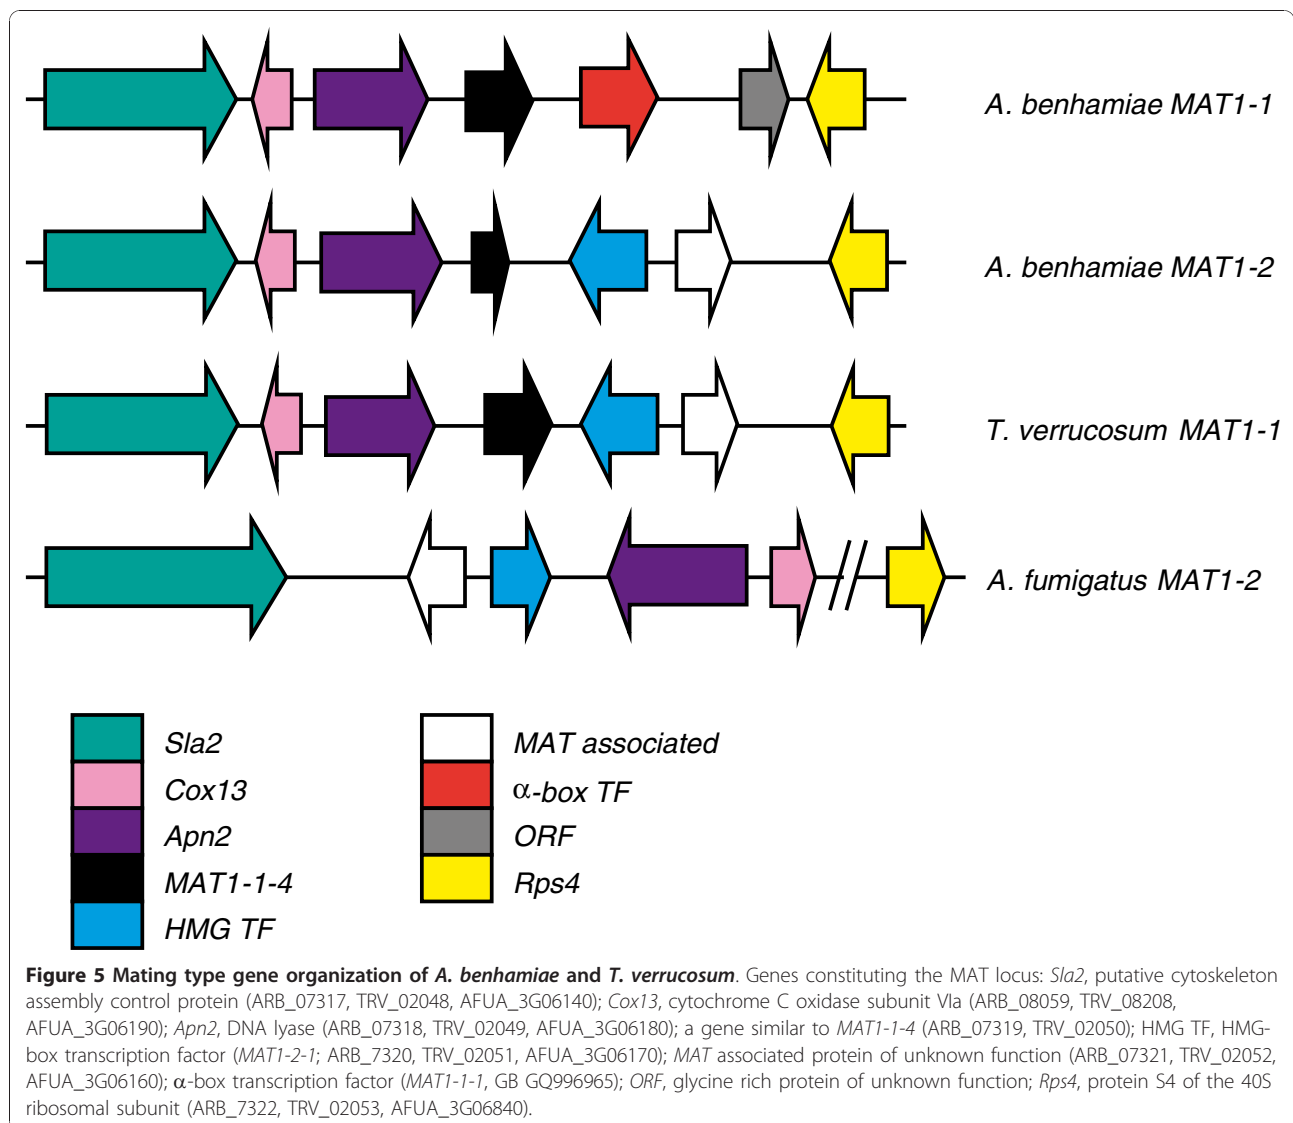 A. benhamiae MAT1-1
A. benhamiae MAT1-2
T. verrucosum MAT1-1
A. fumigatus MAT1-2
Sla2
Cox13
Apn2
MAT1-1-4
HMG TF
MAT associated
α-box TF
ORF
Rps4
Figure 5 Mating type gene organization of A. benhamiae and T. verrucosum. Genes constituting the MAT locus: Sla2, putative cytoskeleton
assembly control protein (ARB_07317, TRV_02048, AFUA_3G06140); Cox13, cytochrome C oxidase subunit VIa (ARB_08059, TRV_08208,
AFUA_3G06190); Apn2, DNA lyase (ARB_07318, TRV_02049, AFUA_3G06180); a gene similar to MAT1-1-4 (ARB_07319, TRV_02050); HMG TF, HMG-
box transcription factor (MAT1-2-1; ARB_7320, TRV_02051, AFUA_3G06170); MAT associated protein of unknown function (ARB_07321, TRV_02052,
AFUA_3G06160); α-box transcription factor (MAT1-1-1, GB GQ996965); ORF, glycine rich protein of unknown function; Rps4, protein S4 of the 40S
ribosomal subunit (ARB_7322, TRV_02053, AFUA_3G06840).